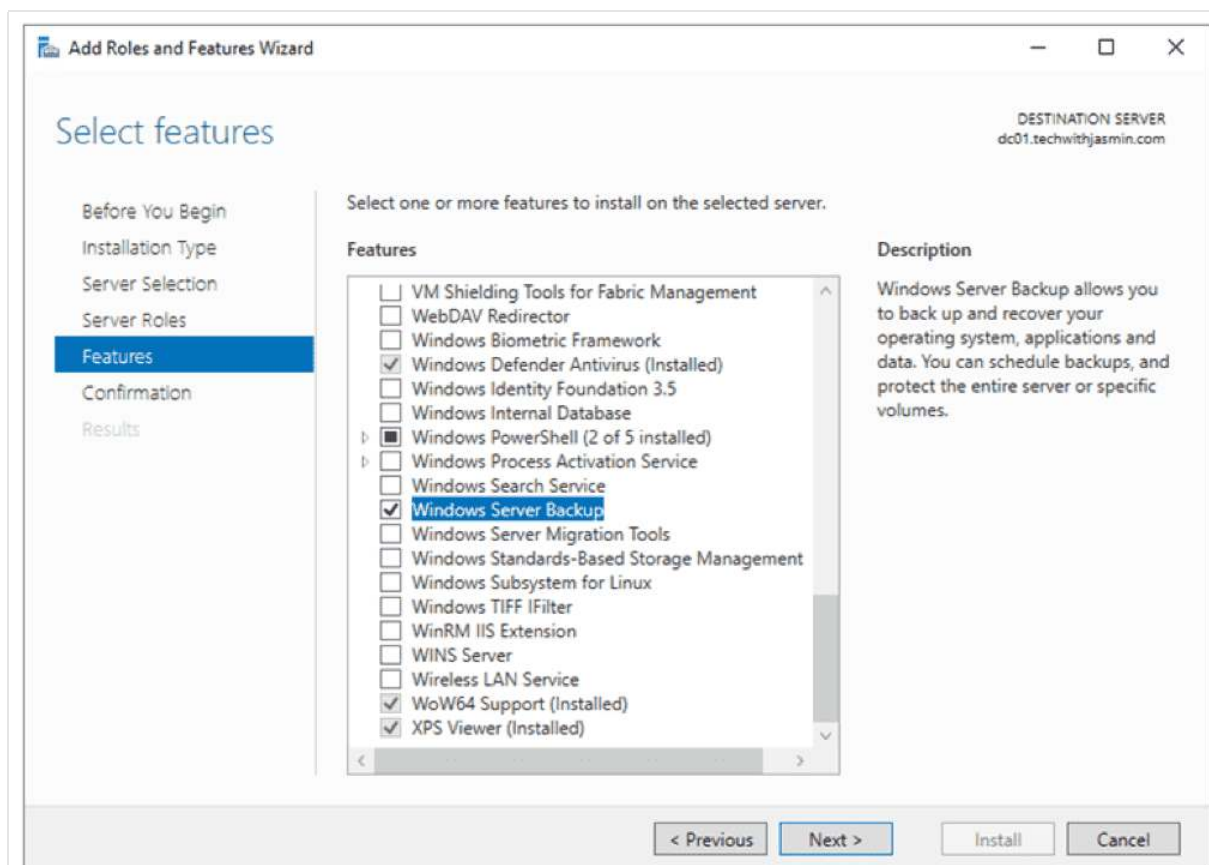 Add Roles and Features Wizard
Select features
DESTINATION SERVER
dc01.techwithjasmin.com
Before You Begin
Installation Type
Server Selection
Server Roles
Features
Confirmation
Results
Select one or more features to install on the selected server.
Features
VM Shielding Tools for Fabric Management
WebDAV Redirector
Windows Biometric Framework
Windows Defender Antivirus (Installed)
Windows Identity Foundation 3.5
Windows Internal Database
Windows PowerShell (2 of 5 installed)
Windows Process Activation Service
Windows Search Service
Windows Server Backup
Windows Server Migration Tools
Windows Standards-Based Storage Management
Windows Subsystem for Linux
Windows TIFF IFilter
WinRM IIS Extension
WINS Server
Wireless LAN Service
WoW64 Support (Installed)
XPS Viewer (Installed)
Description
Windows Server Backup allows you
to back up and recover your
operating system, applications and
data. You can schedule backups, and
protect the entire server or specific
volumes.
< Previous
Next >
Install
Cancel